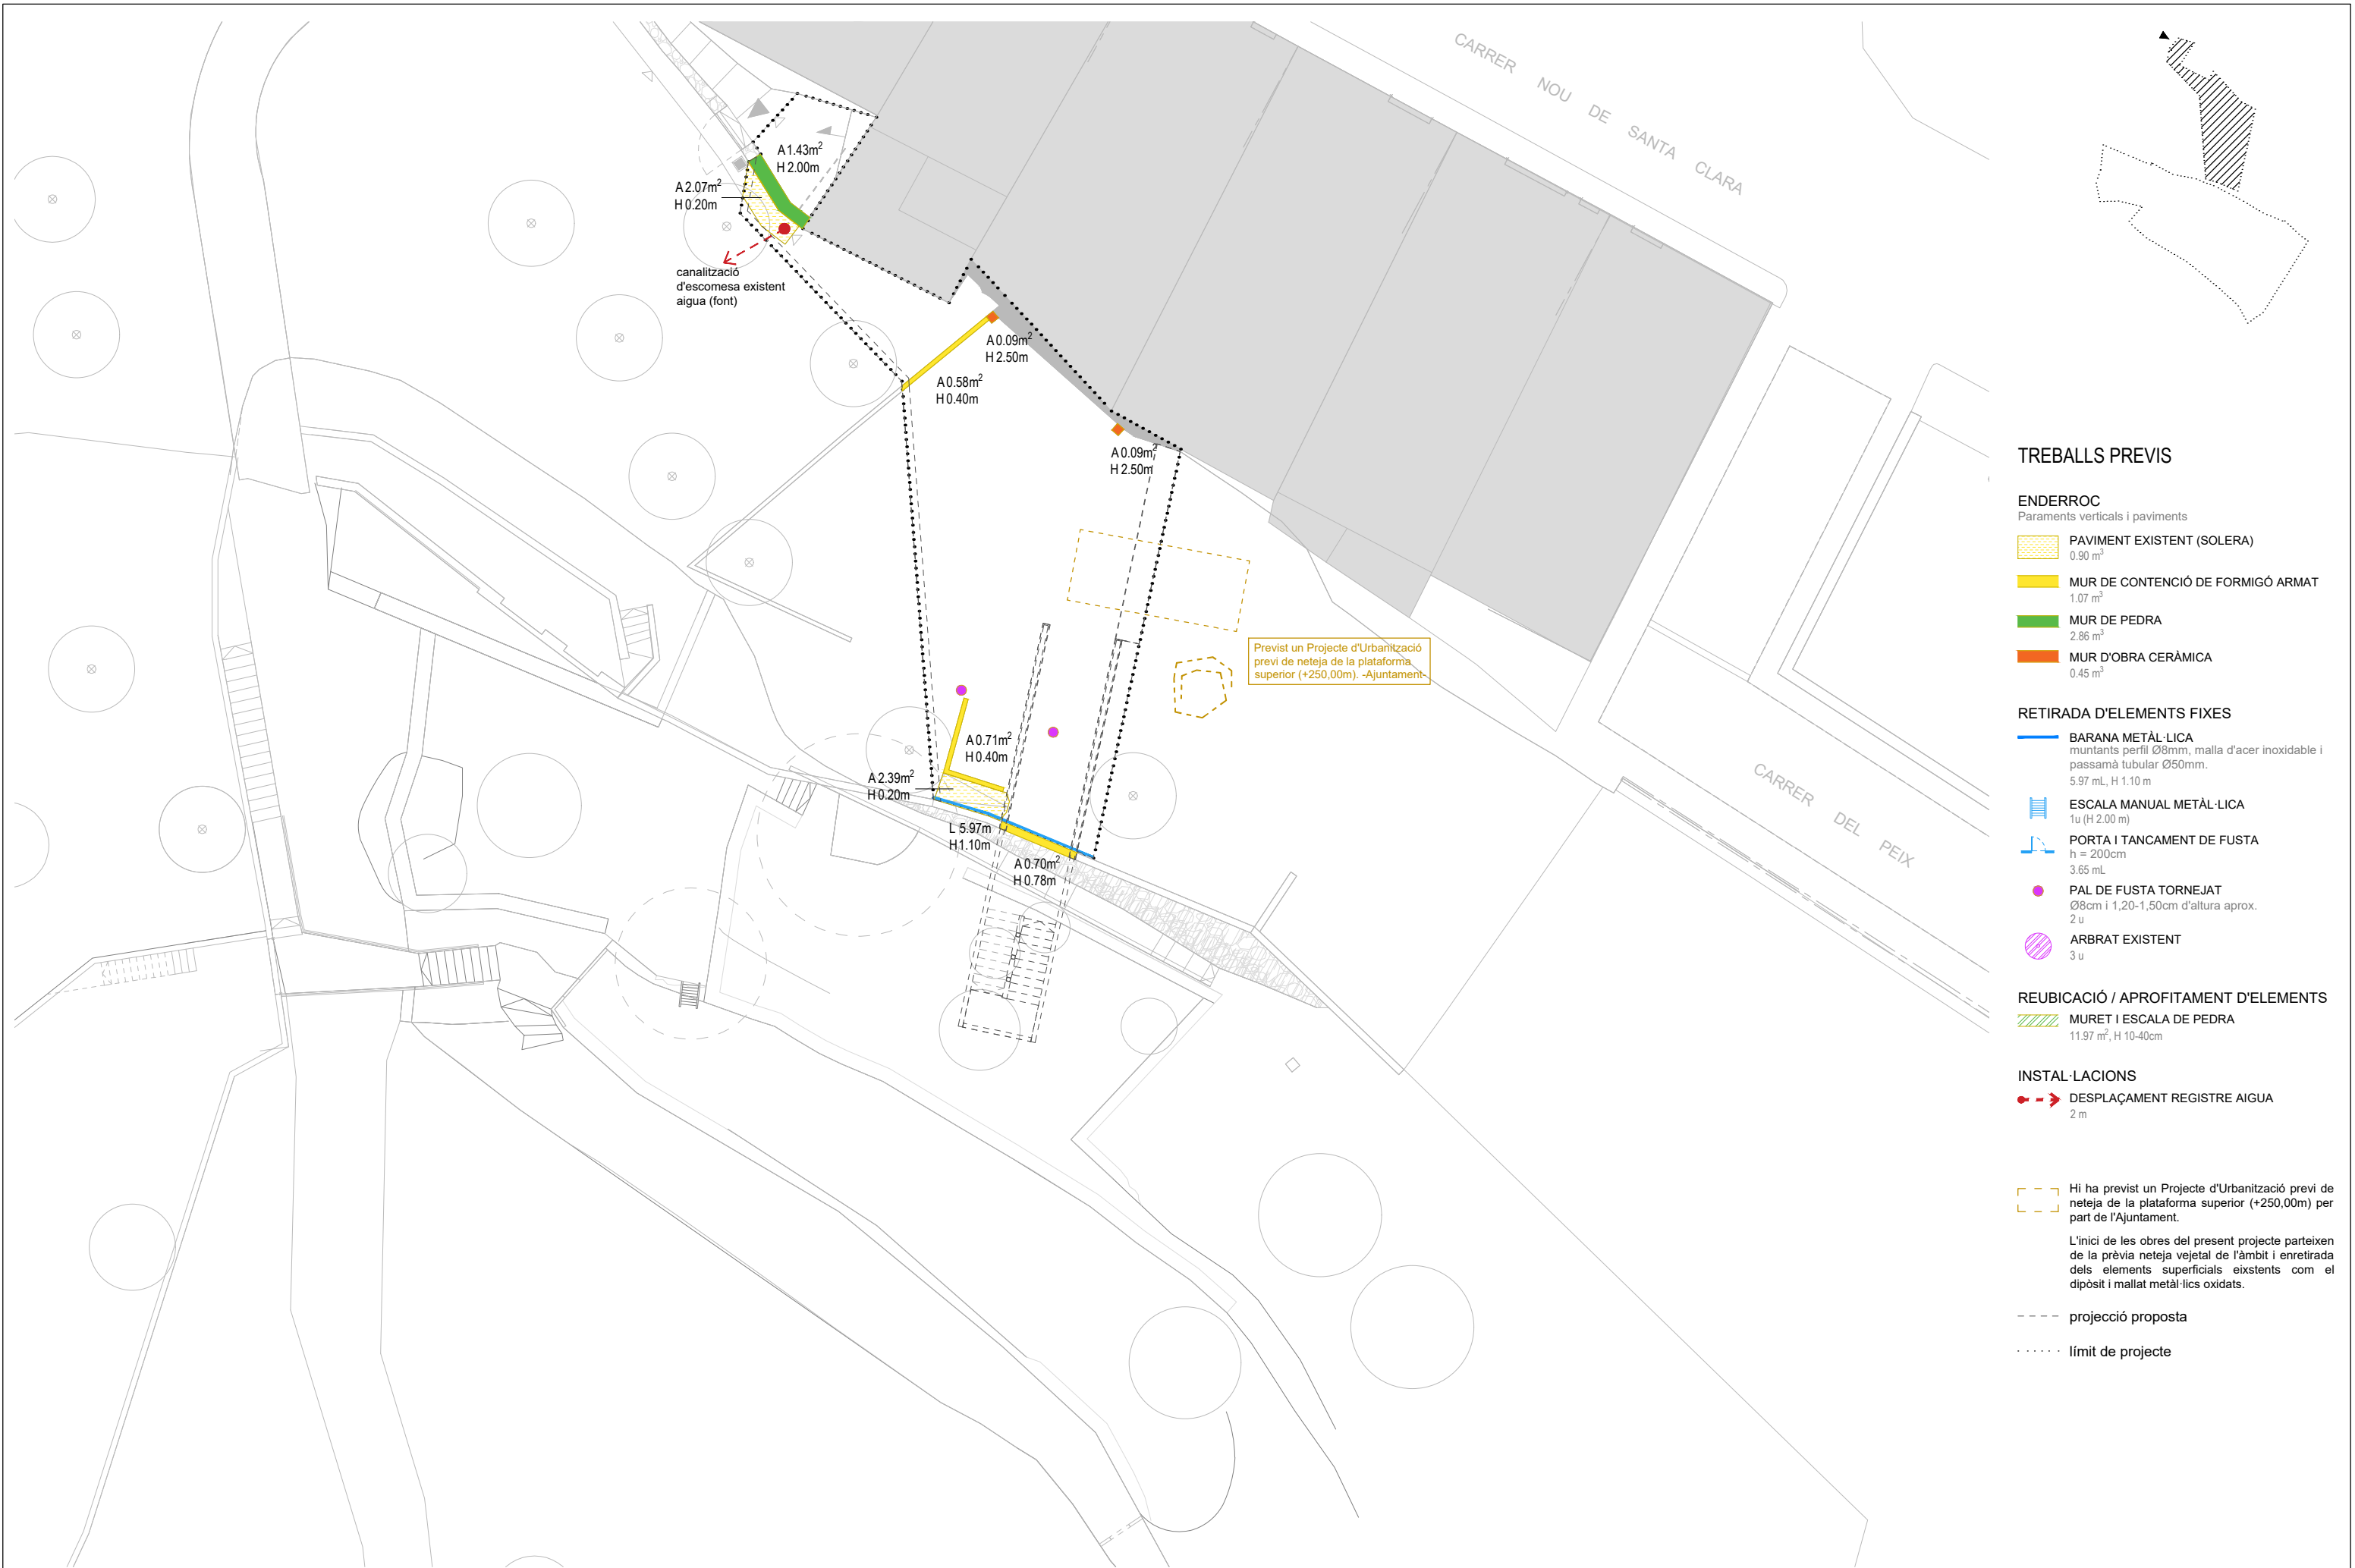 CARRER NOU DE SANTA CLARA
A 1.43m²
H 2.00m
A 2.07m²
H 0.20m
canalització
d'escomesa existent
aigua (font)
A 0.09m²
H 2.50m
A 0.58m²
H 0.40m
A 0.09m²
H 2.50m
Previst un Projecte d'Urbanització
previ de neteja de la plataforma
superior (+250,00m). -Ajuntament-
A 0.71m²
H 0.40m
A 2.39m²
H 0.20m
L 5.97m
H 1.10m
A 0.70m²
H 0.78m
CARRER DEL PEIX
TREBALLS PREVIS
ENDERROC
Paraments verticals i paviments
PAVIMENT EXISTENT (SOLERA)
0.90 m³
MUR DE CONTENCIÓ DE FORMIGÓ ARMAT
1.07 m³
MUR DE PEDRA
2.86 m³
MUR D'OBRA CERÀMICA
0.45 m³
RETIRADA D'ELEMENTS FIXES
BARANA METÀL·LICA
muntants perfil Ø8mm, malla d'acer inoxidable i
passamà tubular Ø50mm.
5.97 mL, H 1.10 m
ESCALA MANUAL METÀL·LICA
1u (H 2.00 m)
PORTA I TANCAMENT DE FUSTA
h = 200cm
3.65 mL
PAL DE FUSTA TORNEJAT
Ø8cm i 1,20-1,50cm d'altura aprox.
2 u
ARBRAT EXISTENT
3 u
REUBICACIÓ / APROFITAMENT D'ELEMENTS
MURET I ESCALA DE PEDRA
11.97 m², H 10-40cm
INSTAL·LACIONS
DESPLAÇAMENT REGISTRE AIGUA
2 m
Hi ha previst un Projecte d'Urbanització previ de
neteja de la plataforma superior (+250,00m) per
part de l'Ajuntament.
L'inici de les obres del present projecte parteixen
de la prèvia neteja vejetal de l'àmbit i enretirada
dels elements superficials eixstents com el
dipòsit i mallat metàl·lics oxidats.
projecció proposta
límit de projecte